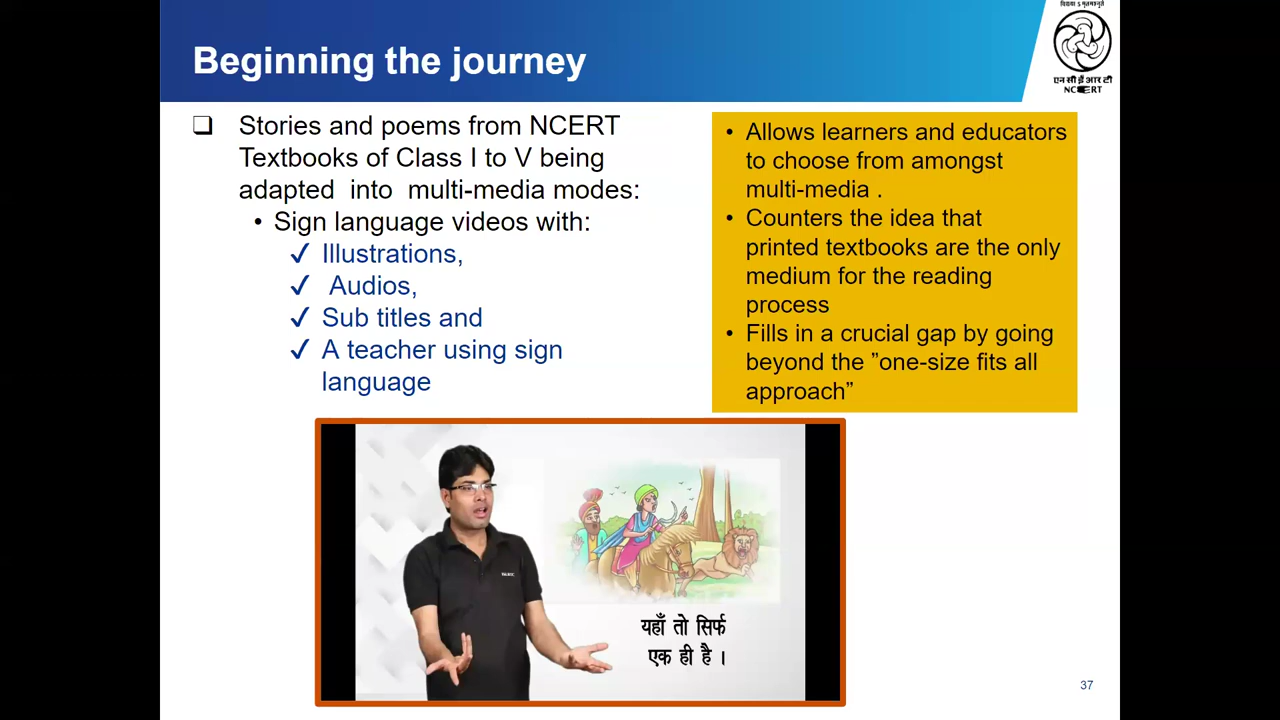 Beginning the journey
एन सी ई आर टी
NCERT
Stories and poems from NCERT
Textbooks of Class I to V being
adapted into multi-media modes:
• Sign language videos with:
✓ Illustrations,
✓ Audios,
✓ Sub titles and
✓ A teacher using sign
language
• Allows learners and educators
to choose from amongst
multi-media .
• Counters the idea that
printed textbooks are the only
medium for the reading
process
• Fills in a crucial gap by going
beyond the ”one-size fits all
approach”
यहाँ तो सिर्फ
एक ही है ।
37